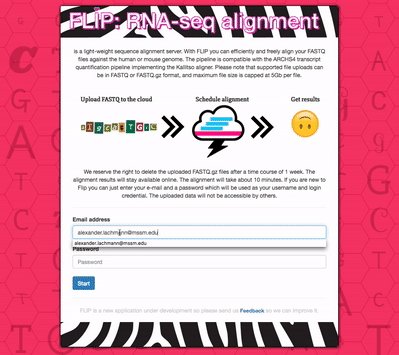 FLIP: RNA-seq alignment
is a light-weight sequence alignment server. With FLIP you can efficiently and freely align your FASTQ
files against the human or mouse genome. The pipeline is compatible with the ARCHS4 transcript
quantification pipeline implementing the Kallisto aligner. Please note that supported file uploads can
be in FASTQ or FASTQ.gz format, and maximum file size is capped at 5Gb per file.
Upload FASTQ to the cloud
Schedule alignment
Get results
We reserve the right to delete the uploaded FASTQ.gz files after a time course of 1 week. The
alignment results will stay available online. The alignment will take about 10 minutes. If you are new to
Flip you can just enter your e-mail and a password which will be used as your username and login
credential. The uploaded data will not be accessible by others.
Email address
alexander.lachmann@mssm.edu
alexander.lachmann@mssm.edu
Password
Password
Start
FLIP is a new application under development so please send us Feedback so we can improve it